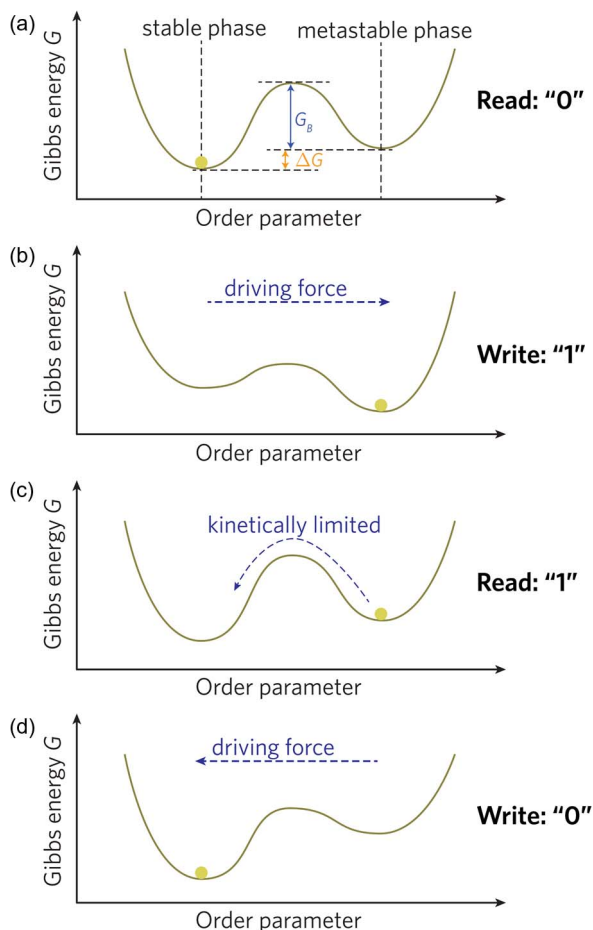 (a)
stable phase
metastable phase
Gibbs energy G
G_B
ΔG
Read: “0”
Order parameter
(b)
Gibbs energy G
driving force
Write: “1”
Order parameter
(c)
Gibbs energy G
kinetically limited
Read: “1”
Order parameter
(d)
Gibbs energy G
driving force
Write: “0”
Order parameter